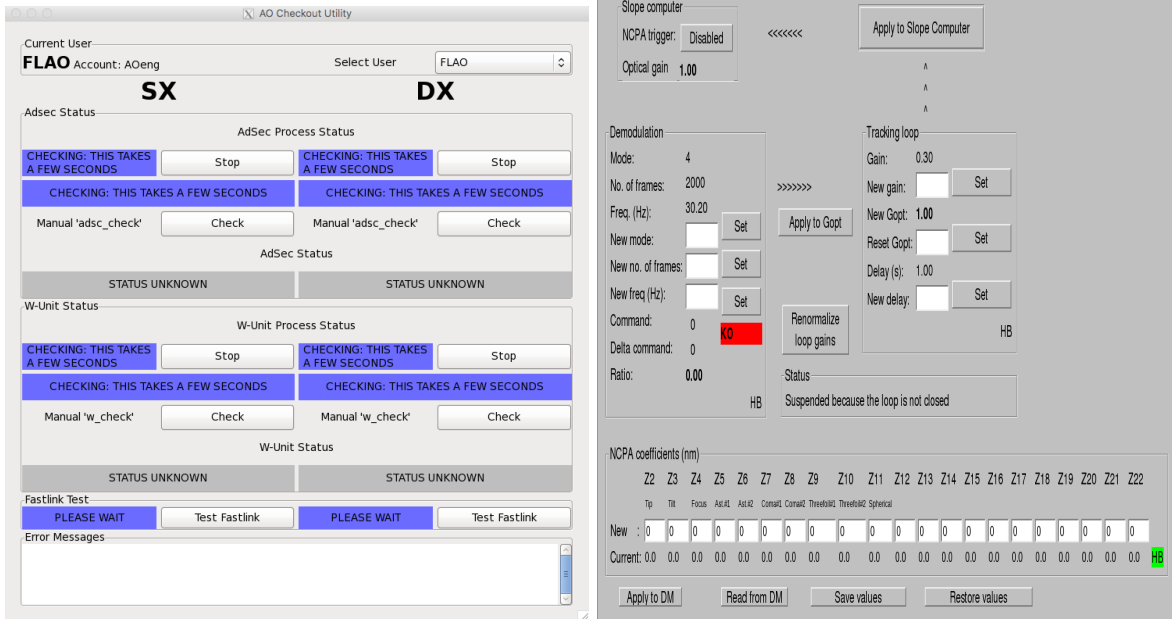 AO Checkout Utility
Current User
FLAO Account: AOeng
Select User
FLAO
SX DX
Adsec Status
AdSec Process Status
CHECKING: THIS TAKES
A FEW SECONDS
Stop
CHECKING: THIS TAKES
A FEW SECONDS
Stop
CHECKING: THIS TAKES A FEW SECONDS
CHECKING: THIS TAKES A FEW SECONDS
Manual 'adsc_check'
Check
Manual 'adsc_check'
Check
AdSec Status
STATUS UNKNOWN
STATUS UNKNOWN
W-Unit Status
W-Unit Process Status
CHECKING: THIS TAKES
A FEW SECONDS
Stop
CHECKING: THIS TAKES
A FEW SECONDS
Stop
CHECKING: THIS TAKES A FEW SECONDS
CHECKING: THIS TAKES A FEW SECONDS
Manual 'w_check'
Check
Manual 'w_check'
Check
W-Unit Status
STATUS UNKNOWN
STATUS UNKNOWN
Fastlink Test
PLEASE WAIT
Test Fastlink
PLEASE WAIT
Test Fastlink
Error Messages
Slope computer
NCPA trigger: Disabled
Optical gain 1.00
<<<<<<<
Apply to Slope Computer
^
^
^
Demodulation
Mode: 4
No. of frames: 2000
Freq. (Hz): 30.20
New mode: Set
New no. of frames: Set
New freq (Hz): Set
Command: 0
KO
Delta command: 0
Ratio: 0.00
HB
>>>>>>>
Apply to Gopt
Renormalize
loop gains
Tracking loop
Gain: 0.30
New gain: Set
New Gopt: 1.00
Reset Gopt: Set
Delay (s): 1.00
New delay: Set
HB
Status
Suspended because the loop is not closed
NCPA coefficients (nm)
Z2 Z3 Z4 Z5 Z6 Z7 Z8 Z9 Z10 Z11 Z12 Z13 Z14 Z15 Z16 Z17 Z18 Z19 Z20 Z21 Z22
Tip Tilt Focus Ast.#1 Ast.#2 Coma#1 Coma#2 Threefold#1 Threefold#2 Spherical
New : 0 0 0 0 0 0 0 0 0 0 0 0 0 0 0 0 0 0 0 0 0
Current: 0.0 0.0 0.0 0.0 0.0 0.0 0.0 0.0 0.0 0.0 0.0 0.0 0.0 0.0 0.0 0.0 0.0 0.0 0.0 0.0 0.0 HB
Apply to DM
Read from DM
Save values
Restore values